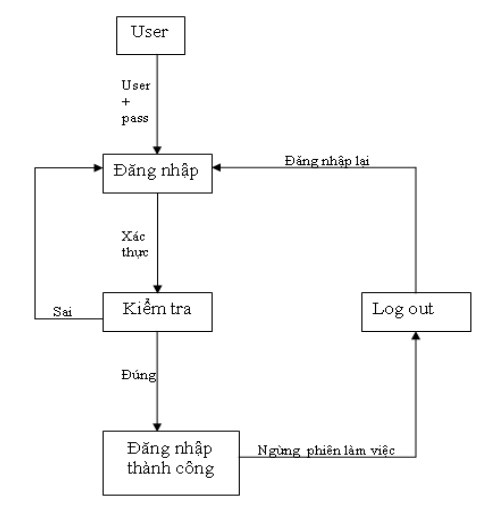 User
User
+
pass
Đăng nhập
Đăng nhập lại
Xác
thực
Kiểm tra
Log out
Sai
Đúng
Đăng nhập
thành công
Ngừng phiên làm việc